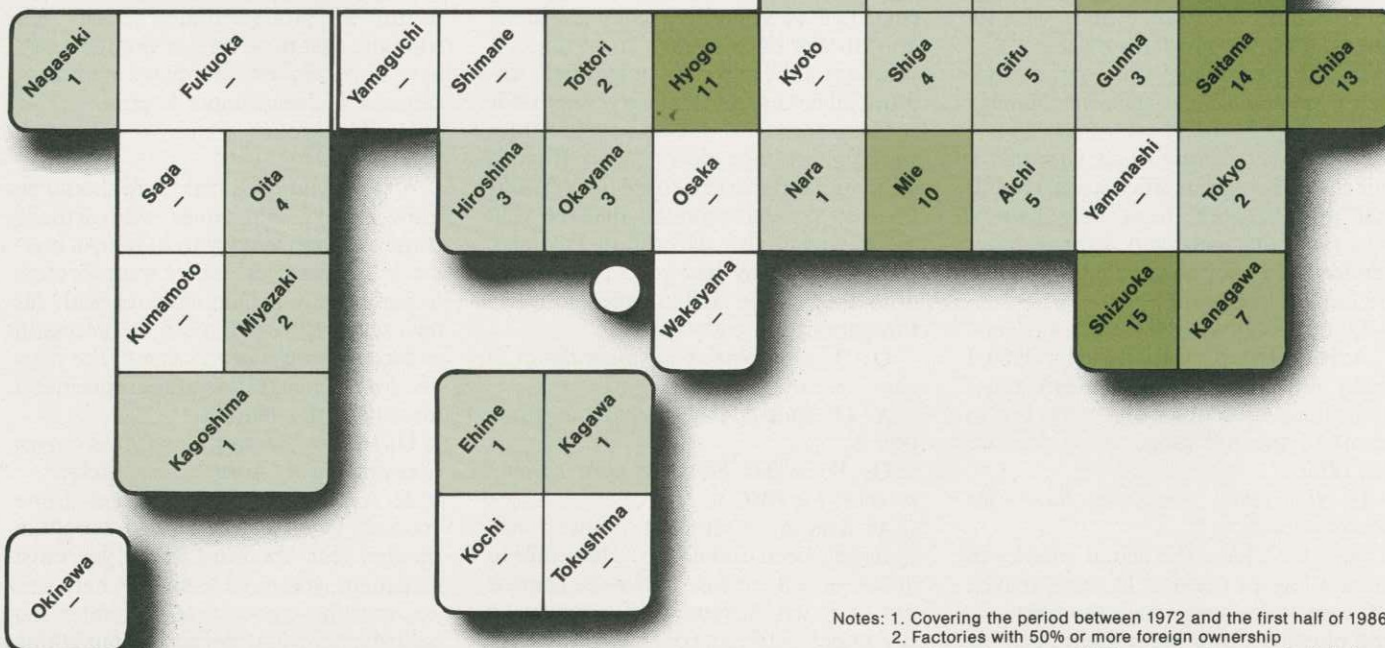 Nagasaki
1
Fukuoka
—
Yamaguchi
—
Shimane
—
Tottori
2
Hyogo
11
Kyoto
—
Shiga
4
Gifu
5
Gunma
3
Saitama
14
Chiba
13
Saga
—
Oita
4
Hiroshima
3
Okayama
3
Osaka
—
Nara
1
Mie
10
Aichi
5
Yamanashi
—
Tokyo
2
Kumamoto
—
Miyazaki
2
Wakayama
—
Shizuoka
15
Kanagawa
7
Kagoshima
1
Ehime
1
Kagawa
1
Kochi
—
Tokushima
—
Okinawa
—
Notes: 1. Covering the period between 1972 and the first half of 1986
2. Factories with 50% or more foreign ownership